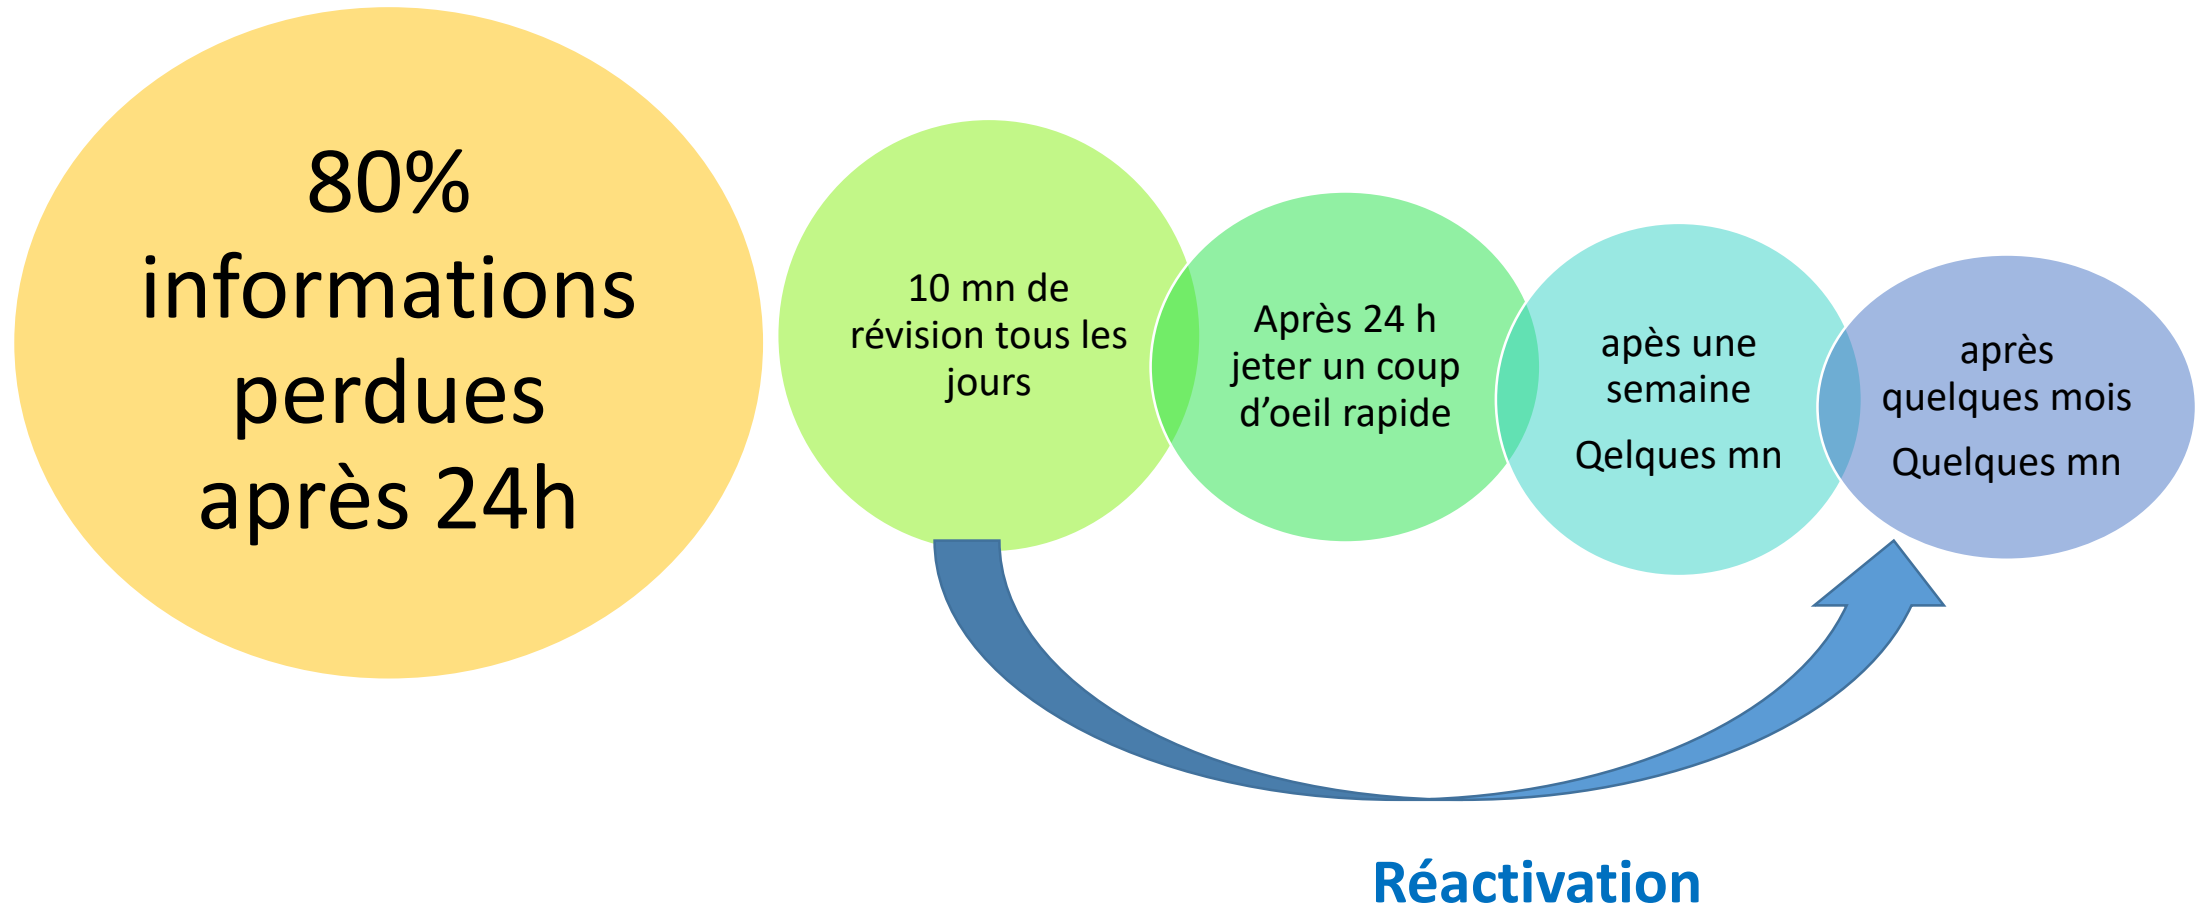 80%
informations
perdues
après 24h
10 mn de
révision tous les
jours
Après 24 h
jeter un coup
d’oeil rapide
apès une
semaine
Qelques mn
après
quelques mois
Quelques mn
Réactivation